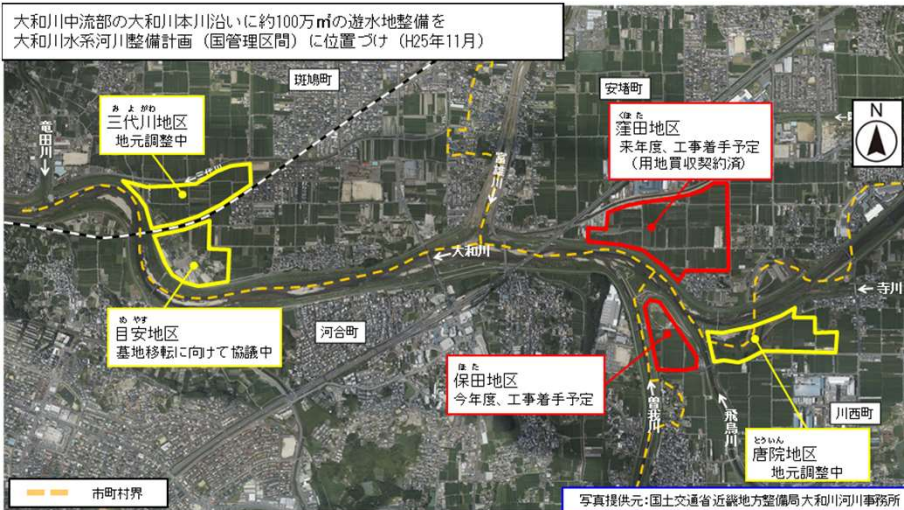 大和川中流部の大和川本川沿いに約100万㎥の遊水地整備を
大和川水系河川整備計画（国管理区間）に位置づけ（H25年11月）
斑鳩町
安堵町
N
みよがわ
三代川地区
地元調整中
くぼた
窪田地区
来年度、工事着手予定
（用地買収契約済）
竜田川
三代川
富雄川
大和川
寺川
めやす
目安地区
墓地移転に向けて協議中
河合町
ほた
保田地区
今年度、工事着手予定
曽我川
飛鳥川
川西町
とういん
唐院地区
地元調整中
市町村界
写真提供元：国土交通省近畿地方整備局大和川河川事務所